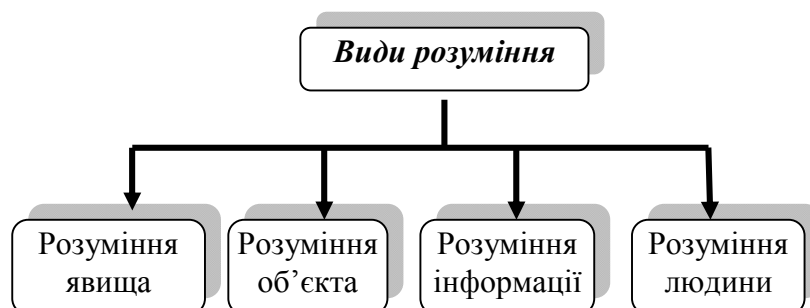 Види розуміння
Розуміння
явища
Розуміння
об’єкта
Розуміння
інформації
Розуміння
людини